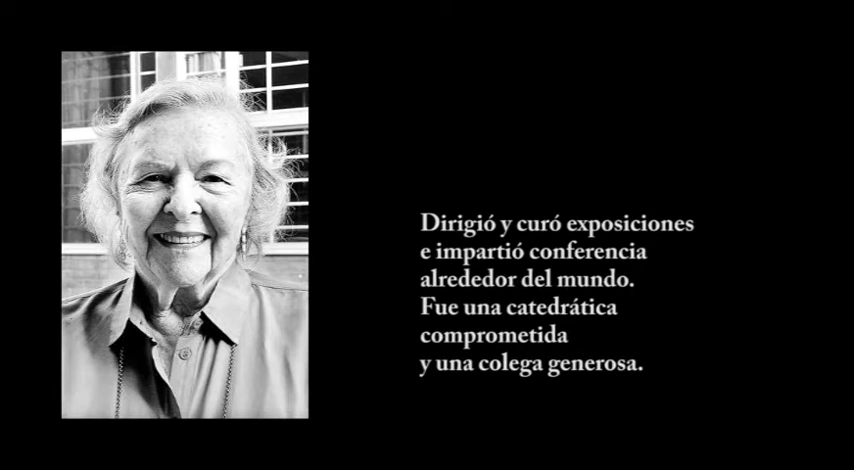 Dirigió y curó exposiciones
e impartió conferencia
alrededor del mundo.
Fue una catedrática
comprometida
y una colega generosa.